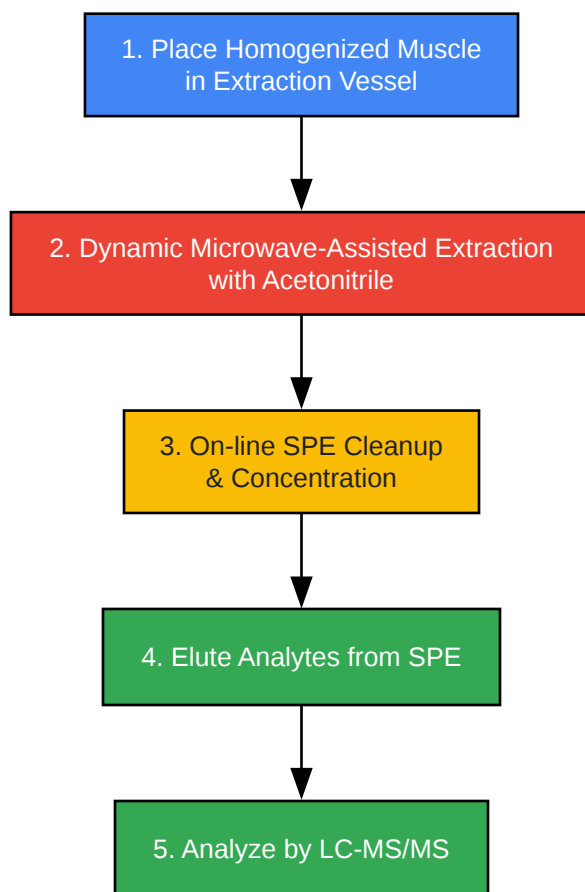 1. Place Homogenized Muscle
in Extraction Vessel
2. Dynamic Microwave-Assisted Extraction
with Acetonitrile
3. On-line SPE Cleanup
& Concentration
4. Elute Analytes from SPE
5. Analyze by LC-MS/MS